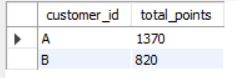 customer_id total_points
A 1370
B 820